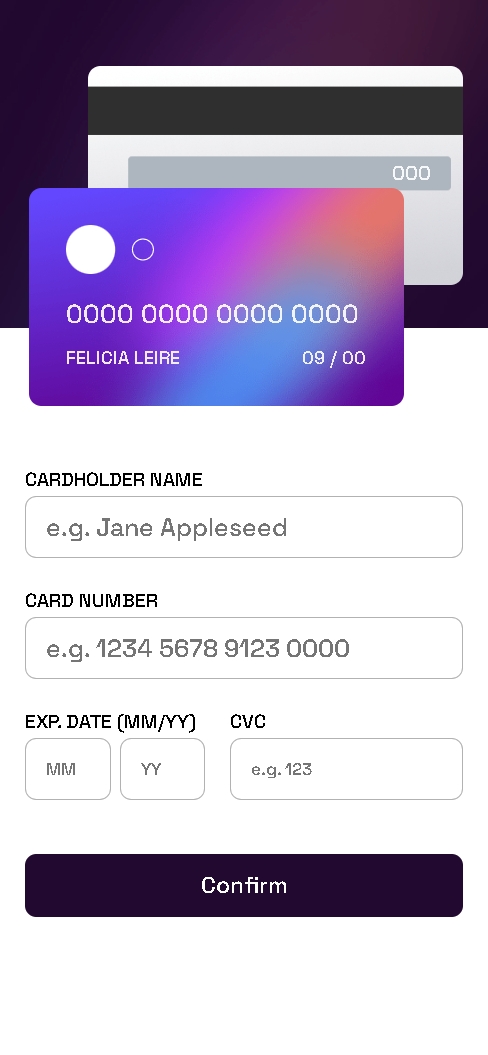 000
0000 0000 0000 0000
FELICIA LEIRE 09 / 00
CARDHOLDER NAME
e.g. Jane Appleseed
CARD NUMBER
e.g. 1234 5678 9123 0000
EXP. DATE (MM/YY) CVC
MM YY e.g. 123
Confirm